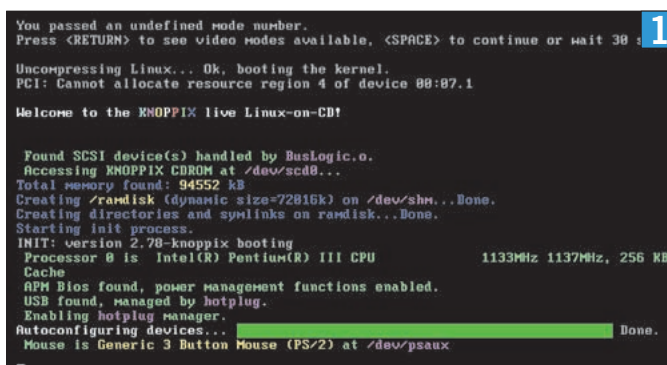 You passed an undefined mode number.
Press <RETURN> to see video modes available, <SPACE> to continue or wait 30 s
1
Uncompressing Linux... Ok, booting the kernel.
PCI: Cannot allocate resource region 4 of device 00:07.1
Welcome to the KNOPPIX live Linux-on-CD!
Found SCSI device(s) handled by BusLogic.o.
Accessing KNOPPIX CDROM at /dev/scd0...
Total memory found: 94552 kB
Creating /ramdisk (dynamic size=72016k) on /dev/shm...Done.
Creating directories and symlinks on ramdisk...Done.
Starting init process.
INIT: version 2.78-knoppix booting
Processor 0 is Intel(R) Pentium(R) III CPU 1133MHz 1137MHz, 256 KB
Cache
APM Bios found, power management functions enabled.
USB found, managed by hotplug.
Enabling hotplug manager.
Autoconfiguring devices... Done.
Mouse is Generic 3 Button Mouse (PS/2) at /dev/psaux